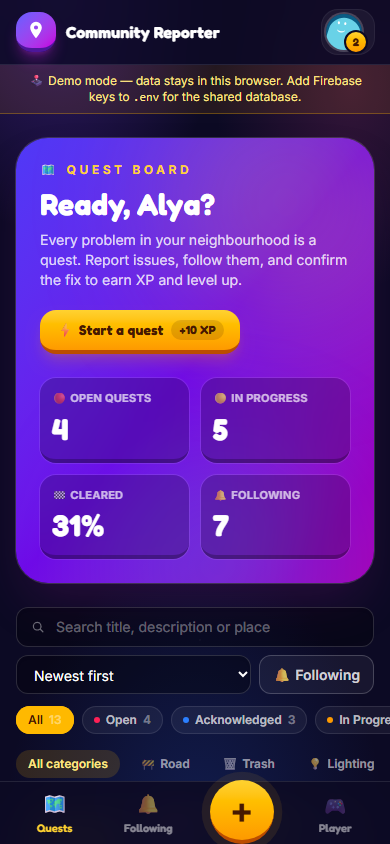 Community Reporter
2
Demo mode — data stays in this browser. Add Firebase
keys to .env for the shared database.
QUEST BOARD
Ready, Alya?
Every problem in your neighbourhood is a
quest. Report issues, follow them, and confirm
the fix to earn XP and level up.
Start a quest +10 XP
OPEN QUESTS
4
IN PROGRESS
5
CLEARED
31%
FOLLOWING
7
Search title, description or place
Newest first
Following
All 13 Open 4 Acknowledged 3 In Progre
All categories Road Trash Lighting
Quests Following + Player